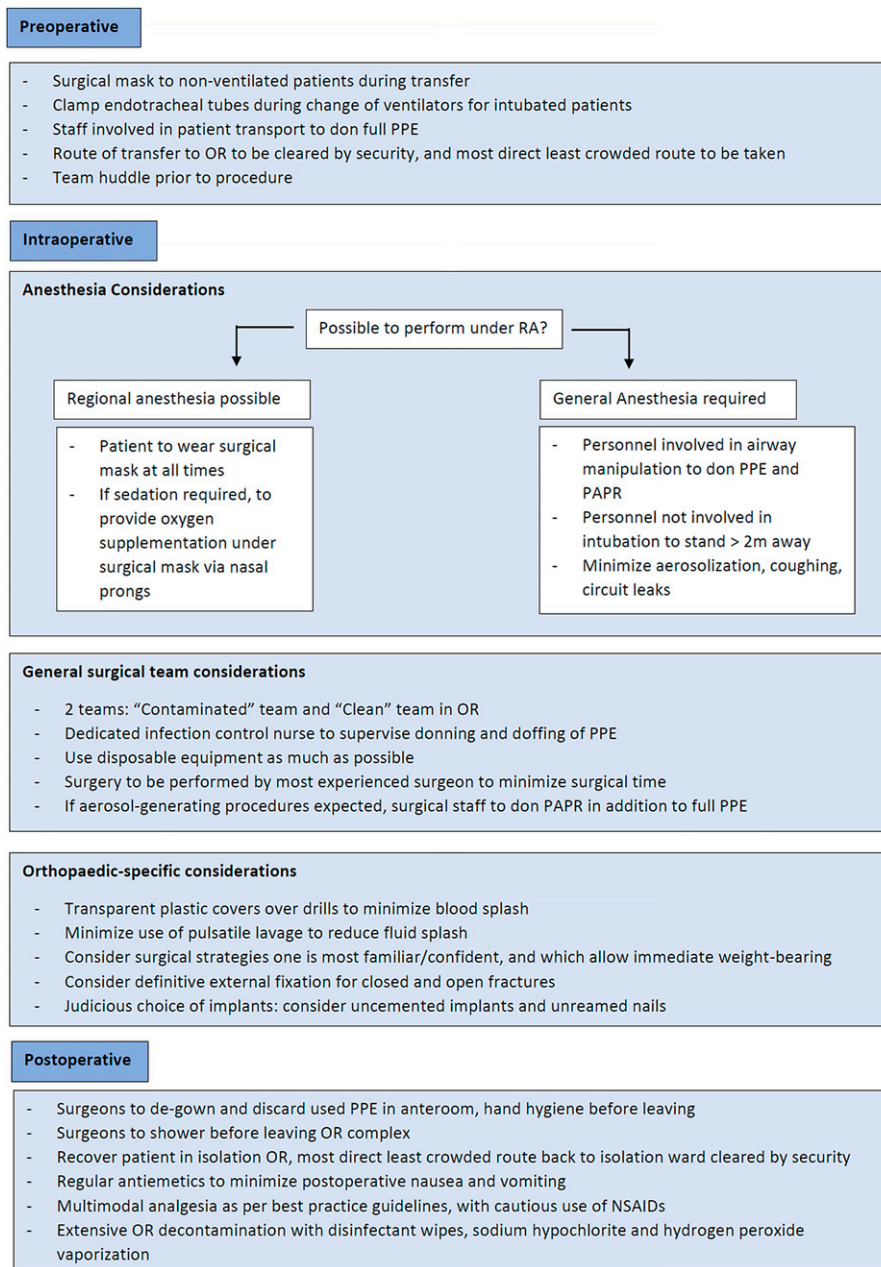 Preoperative
- Surgical mask to non-ventilated patients during transfer
- Clamp endotracheal tubes during change of ventilators for intubated patients
- Staff involved in patient transport to don full PPE
- Route of transfer to OR to be cleared by security, and most direct least crowded route to be taken
- Team huddle prior to procedure
Intraoperative
Anesthesia Considerations
Possible to perform under RA?
Regional anesthesia possible
- Patient to wear surgical
mask at all times
- If sedation required, to
provide oxygen
supplementation under
surgical mask via nasal
prongs
General Anesthesia required
- Personnel involved in airway
manipulation to don PPE and
PAPR
- Personnel not involved in
intubation to stand > 2m away
- Minimize aerosolization, coughing,
circuit leaks
General surgical team considerations
- 2 teams: “Contaminated” team and “Clean” team in OR
- Dedicated infection control nurse to supervise donning and doffing of PPE
- Use disposable equipment as much as possible
- Surgery to be performed by most experienced surgeon to minimize surgical time
- If aerosol-generating procedures expected, surgical staff to don PAPR in addition to full PPE
Orthopaedic-specific considerations
- Transparent plastic covers over drills to minimize blood splash
- Minimize use of pulsatile lavage to reduce fluid splash
- Consider surgical strategies one is most familiar/confident, and which allow immediate weight-bearing
- Consider definitive external fixation for closed and open fractures
- Judicious choice of implants: consider uncemented implants and unreamed nails
Postoperative
- Surgeons to de-gown and discard used PPE in anteroom, hand hygiene before leaving
- Surgeons to shower before leaving OR complex
- Recover patient in isolation OR, most direct least crowded route back to isolation ward cleared by security
- Regular antiemetics to minimize postoperative nausea and vomiting
- Multimodal analgesia as per best practice guidelines, with cautious use of NSAIDs
- Extensive OR decontamination with disinfectant wipes, sodium hypochlorite and hydrogen peroxide
vaporization